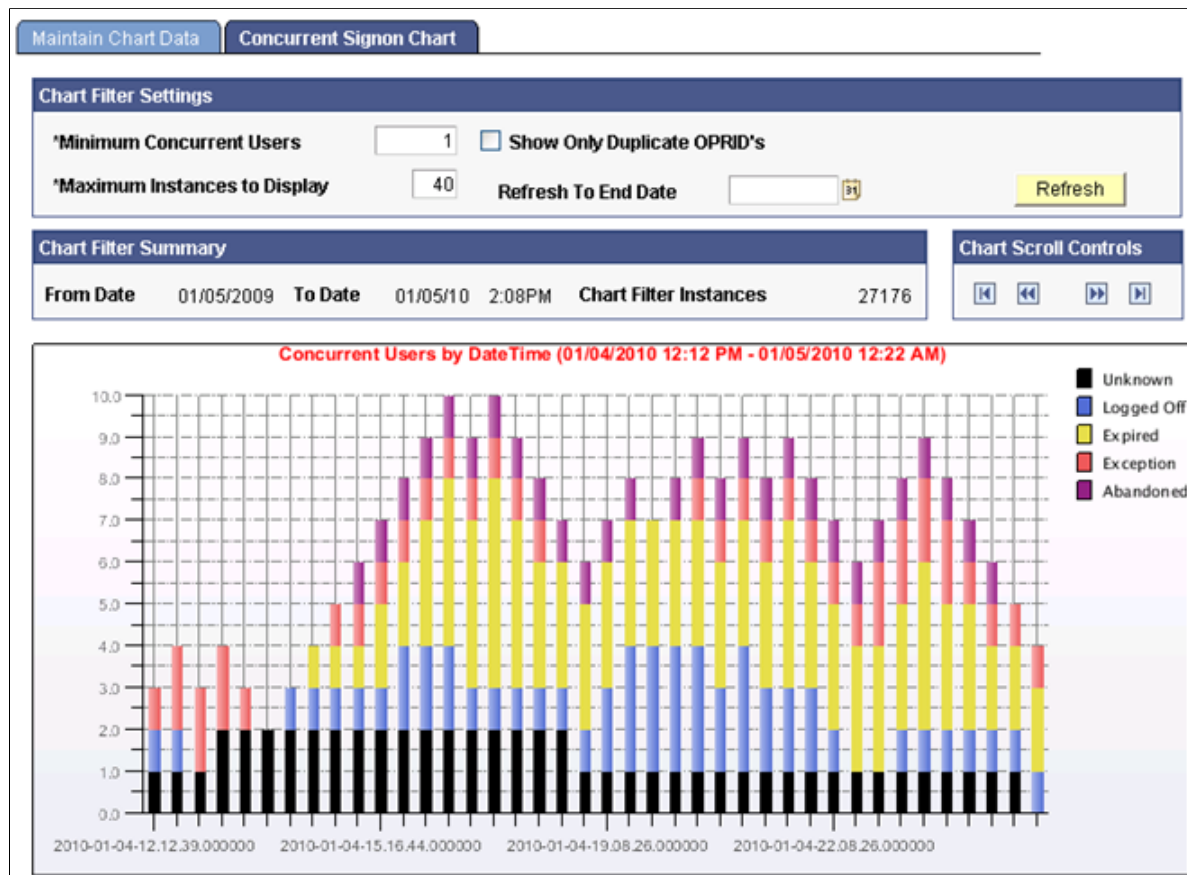 Maintain Chart Data Concurrent Signon Chart
Chart Filter Settings
*Minimum Concurrent Users 1 Show Only Duplicate OPRID's
*Maximum Instances to Display 40 Refresh To End Date 31 Refresh
Chart Filter Summary Chart Scroll Controls
From Date 01/05/2009 To Date 01/05/10 2:08PM Chart Filter Instances 27176
Concurrent Users by DateTime (01/04/2010 12:12 PM - 01/05/2010 12:22 AM)
Unknown
Logged Off
Expired
Exception
Abandoned
10.0
9.0
8.0
7.0
6.0
5.0
4.0
3.0
2.0
1.0
0.0
2010-01-04-12.12.39.000000 2010-01-04-15.16.44.000000 2010-01-04-19.08.26.000000 2010-01-04-22.08.26.000000